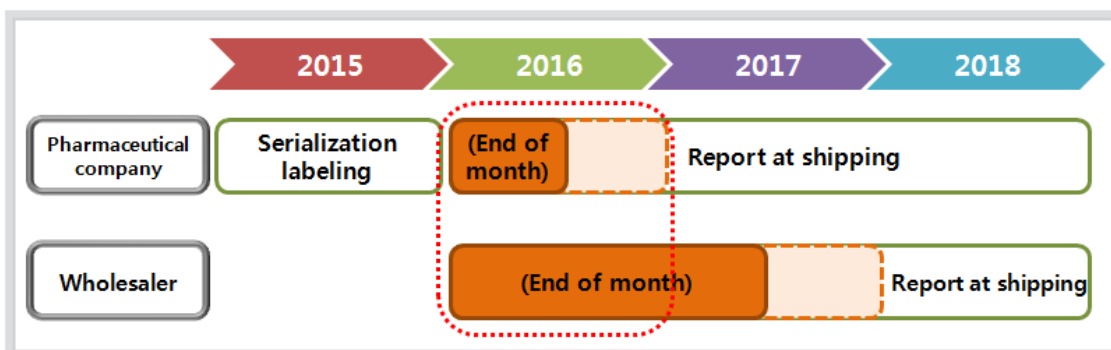 2015 2016 2017 2018
Pharmaceutical
company
Serialization
labeling
(End of
month)
Report at shipping
Wholesaler
(End of month)
Report at shipping